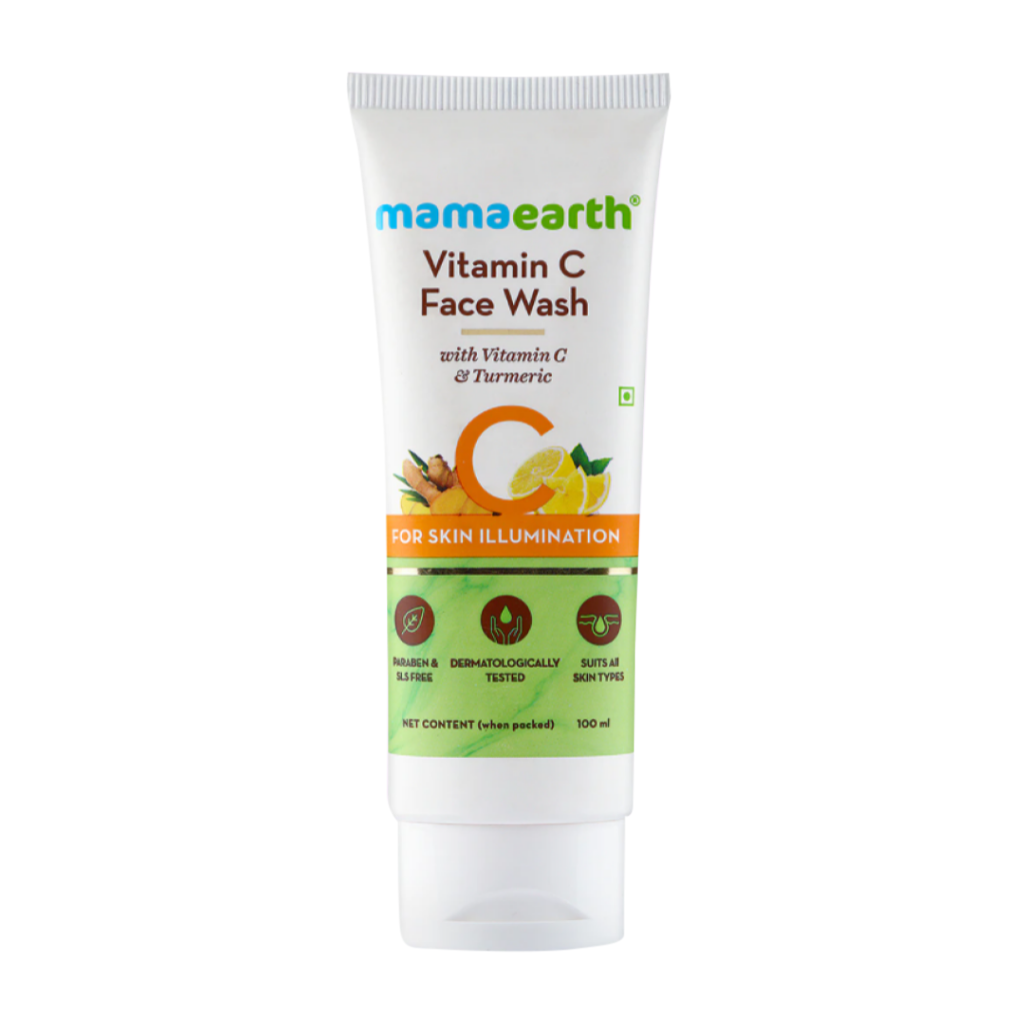 mamaearth®
Vitamin C
Face Wash
with Vitamin C
& Turmeric
C
FOR SKIN ILLUMINATION
PARABEN &
SLS FREE
DERMATOLOGICALLY
TESTED
SUITS All
SKIN TYPES
NET CONTENT (when packed) 100 ml